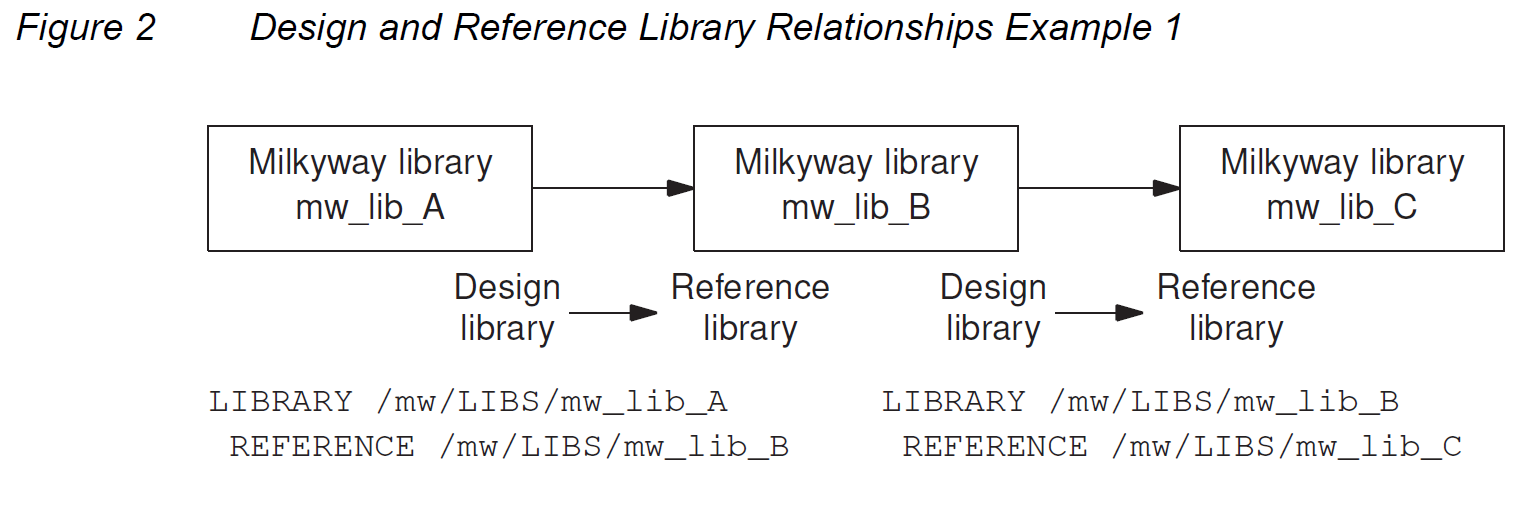 Figure 2 Design and Reference Library Relationships Example 1
Milkyway library
mw_lib_A
Milkyway library
mw_lib_B
Milkyway library
mw_lib_C
Design
library
Reference
library
Design
library
Reference
library
LIBRARY /mw/LIBS/mw_lib_A
REFERENCE /mw/LIBS/mw_lib_B
LIBRARY /mw/LIBS/mw_lib_B
REFERENCE /mw/LIBS/mw_lib_C